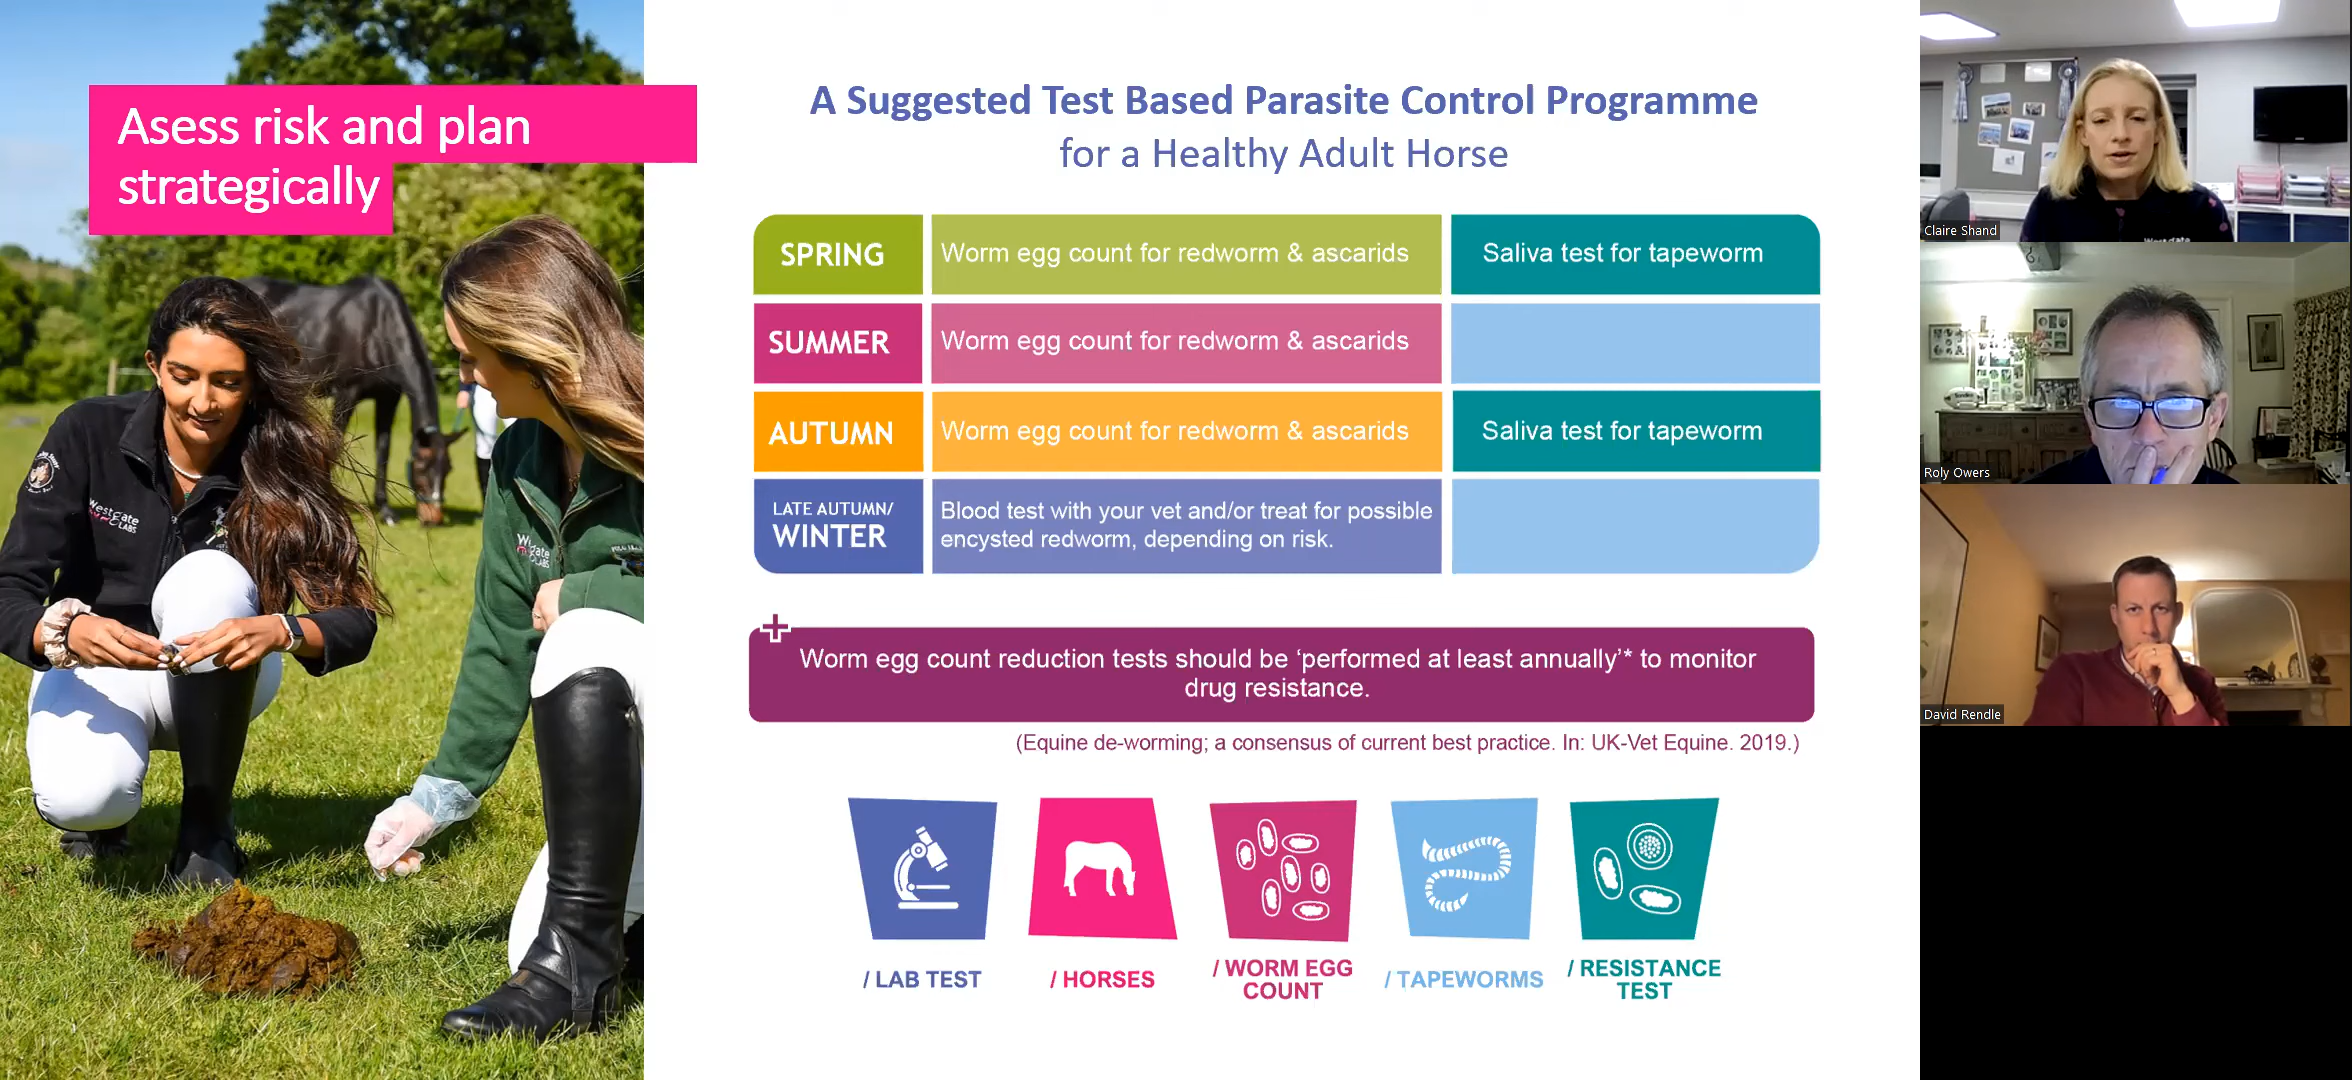 Asess risk and plan
strategically
A Suggested Test Based Parasite Control Programme
for a Healthy Adult Horse
SPRING
Worm egg count for redworm & ascarids
Saliva test for tapeworm
SUMMER
Worm egg count for redworm & ascarids
AUTUMN
Worm egg count for redworm & ascarids
Saliva test for tapeworm
LATE AUTUMN/
WINTER
Blood test with your vet and/or treat for possible
encysted redworm, depending on risk.
Worm egg count reduction tests should be ‘performed at least annually’* to monitor
drug resistance.
(Equine de-worming; a consensus of current best practice. In: UK-Vet Equine. 2019.)
/ LAB TEST
/ HORSES
/ WORM EGG
COUNT
/ TAPEWORMS
/ RESISTANCE
TEST
Westgate
LABS
Westgate
LABS
Claire Shand
Westgate
Roly Owers
David Rendle